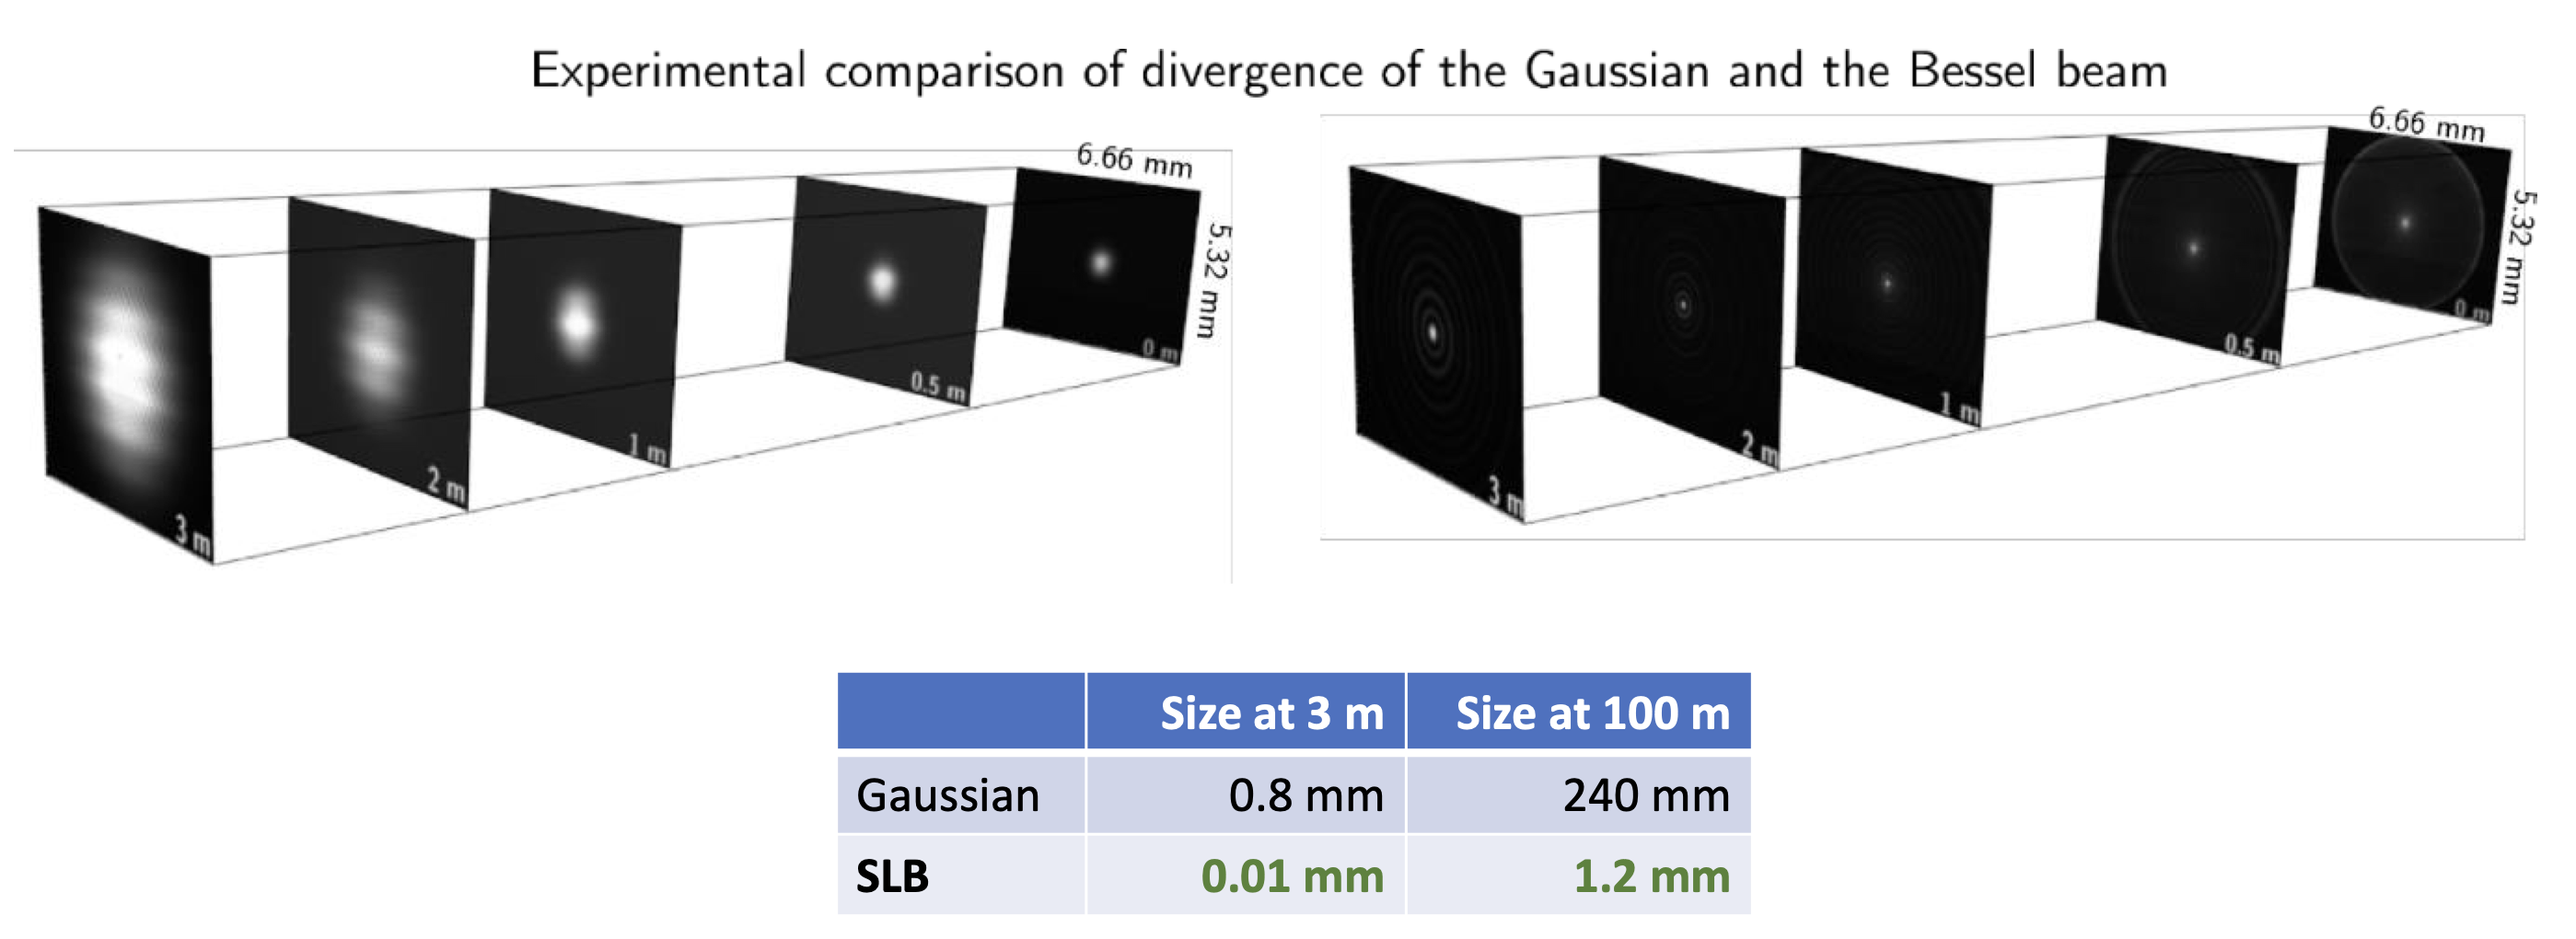 Experimental comparison of divergence of the Gaussian and the Bessel beam
6.66 mm
5.32 mm
0 m
0.5 m
1 m
2 m
3 m
6.66 mm
5.32 mm
0 m
0.5 m
1 m
2 m
3 m
Size at 3 m Size at 100 m
Gaussian 0.8 mm 240 mm
SLB 0.01 mm 1.2 mm